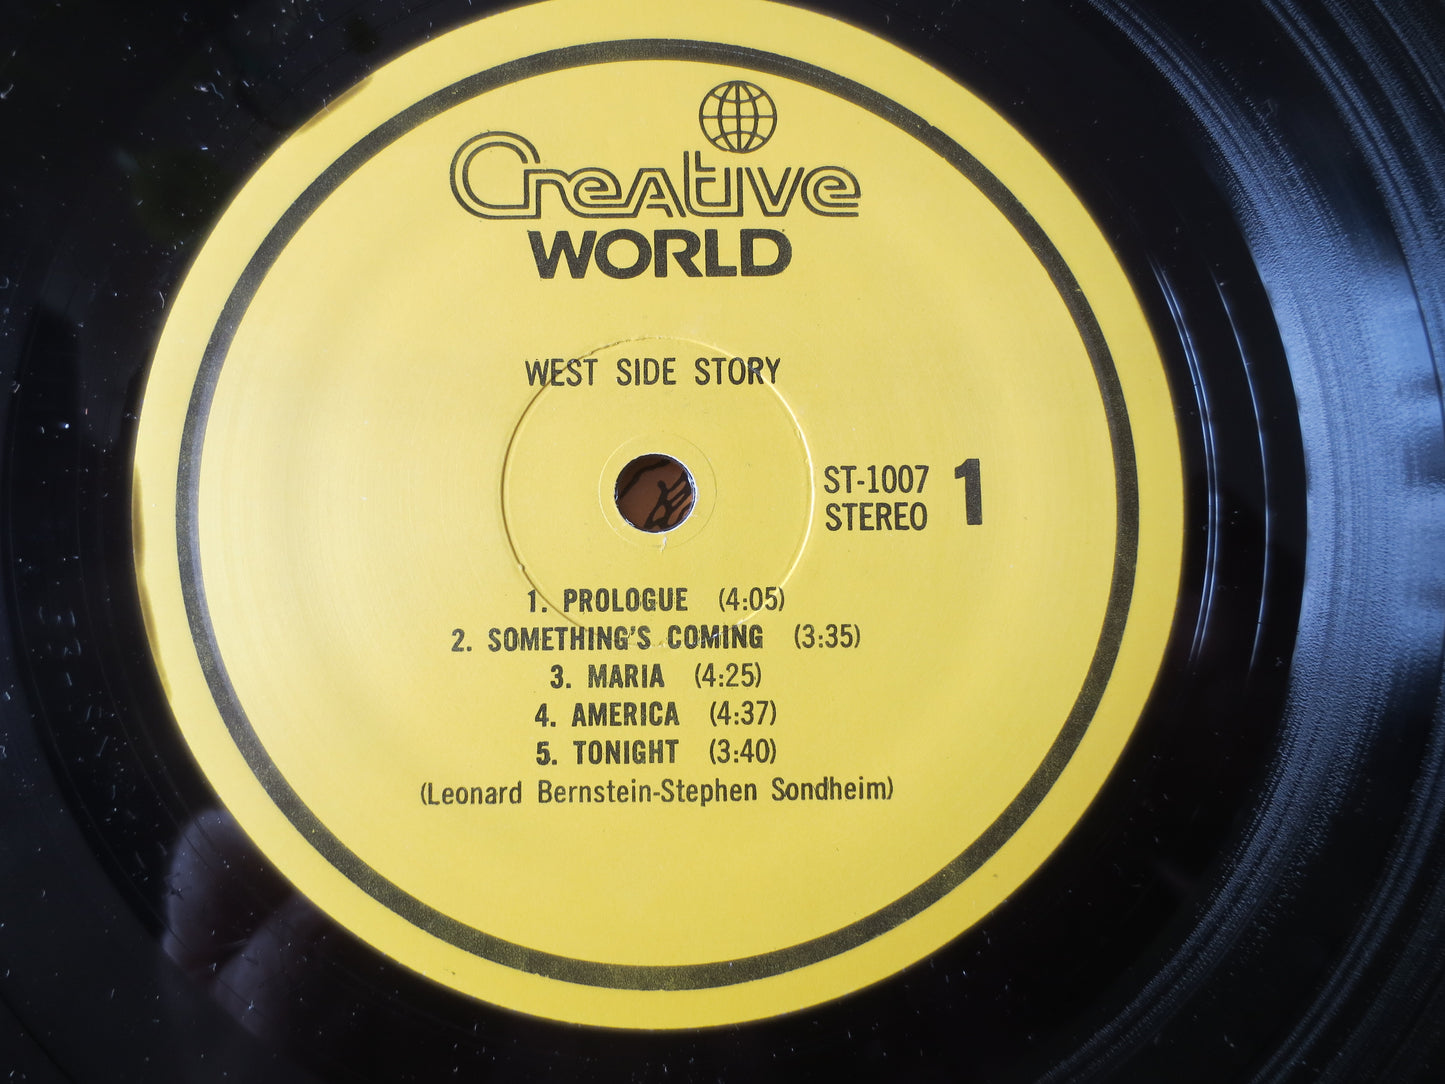 Creative
WORLD
WEST SIDE STORY
ST-1007
STEREO
1
1. PROLOGUE (4:05)
2. SOMETHING'S COMING (3:35)
3. MARIA (4:25)
4. AMERICA (4:37)
5. TONIGHT (3:40)
(Leonard Bernstein-Stephen Sondheim)